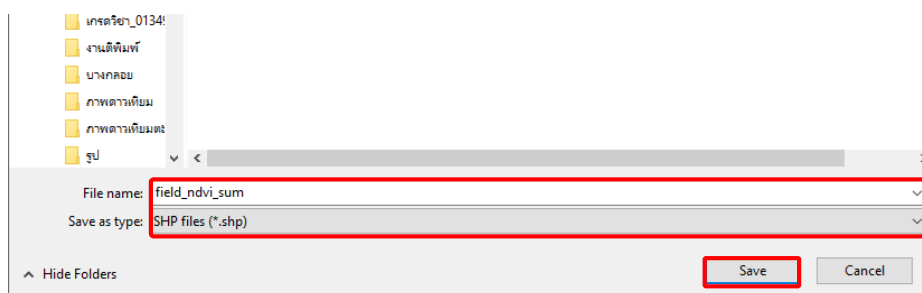 เกรดวิชา_01349
งานตีพิมพ์
บางกลอย
ภาพดาวเทียม
ภาพดาวเทียมตะ
รูป
File name: field_ndvi_sum
Save as type: SHP files (*.shp)
Hide Folders
Save
Cancel